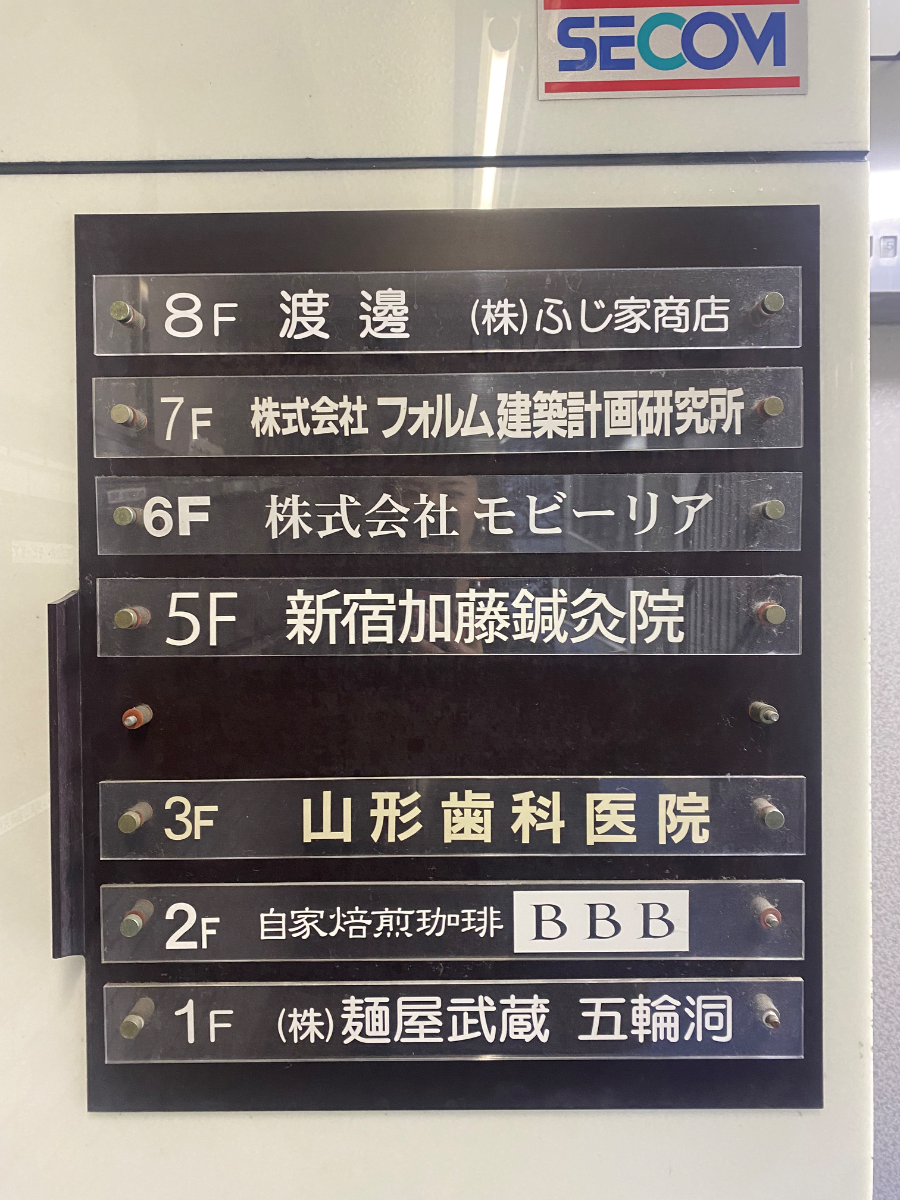 SECOM
8F 渡邊 (株)ふじ家商店
7F 株式会社 フォルム建築計画研究所
6F 株式会社 モビーリア
5F 新宿加藤鍼灸院
3F 山形歯科医院
2F 自家焙煎珈琲 BBB
1F (株)麺屋武蔵 五輪洞